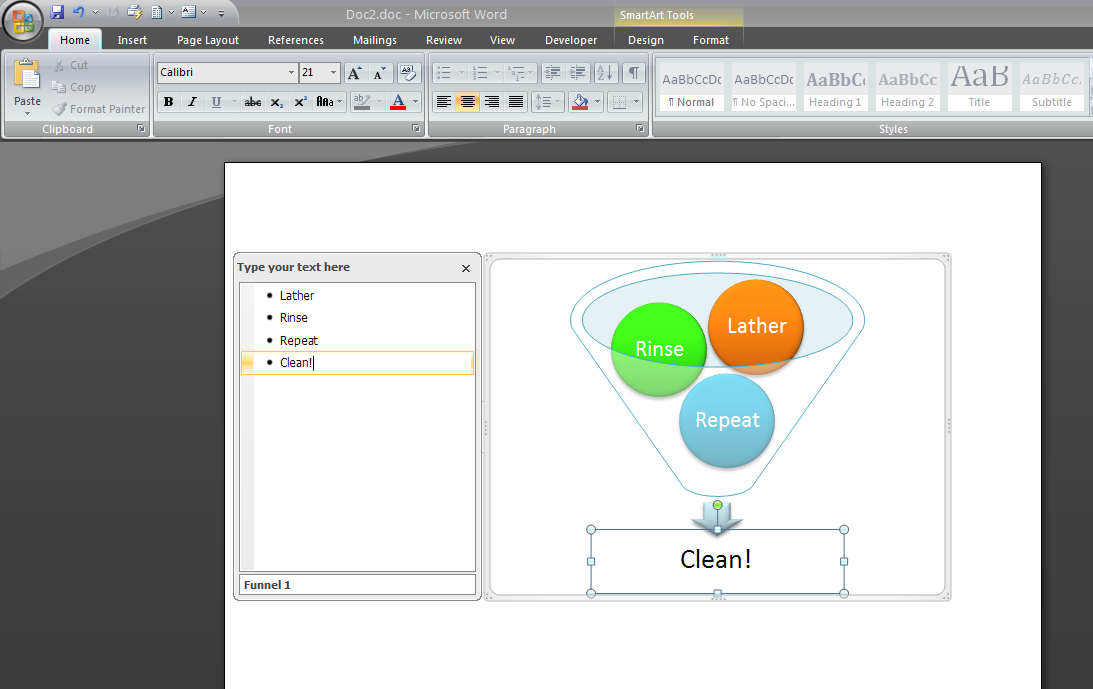 Doc2.doc - Microsoft Word
SmartArt Tools
Home Insert Page Layout References Mailings Review View Developer Design Format
Cut
Copy
Format Painter
Paste
Clipboard
Calibri 21
B I U abc x₂ x² Aa
Font
Paragraph
AaBbCcDc AaBbCcDc AaBbC AaBbCc AaB AaBbCc.
¶ Normal ¶ No Spaci... Heading 1 Heading 2 Title Subtitle
Styles
Type your text here
Lather
Rinse
Repeat
Clean!
Funnel 1
Lather
Rinse
Repeat
Clean!